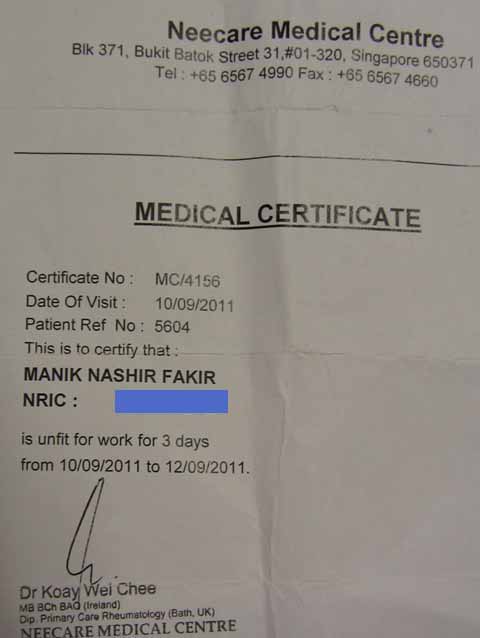 Neecare Medical Centre
Blk 371, Bukit Batok Street 31,#01-320, Singapore 650371
Tel : +65 6567 4990 Fax : +65 6567 4660
MEDICAL CERTIFICATE
Certificate No : MC/4156
Date Of Visit : 10/09/2011
Patient Ref No : 5604
This is to certify that :
MANIK NASHIR FAKIR
NRIC :
is unfit for work for 3 days
from 10/09/2011 to 12/09/2011.
Dr Koay Wei Chee
MB BCh BAO (Ireland)
Dip. Primary Care Rheumatology (Bath, UK)
NEECARE MEDICAL CENTRE